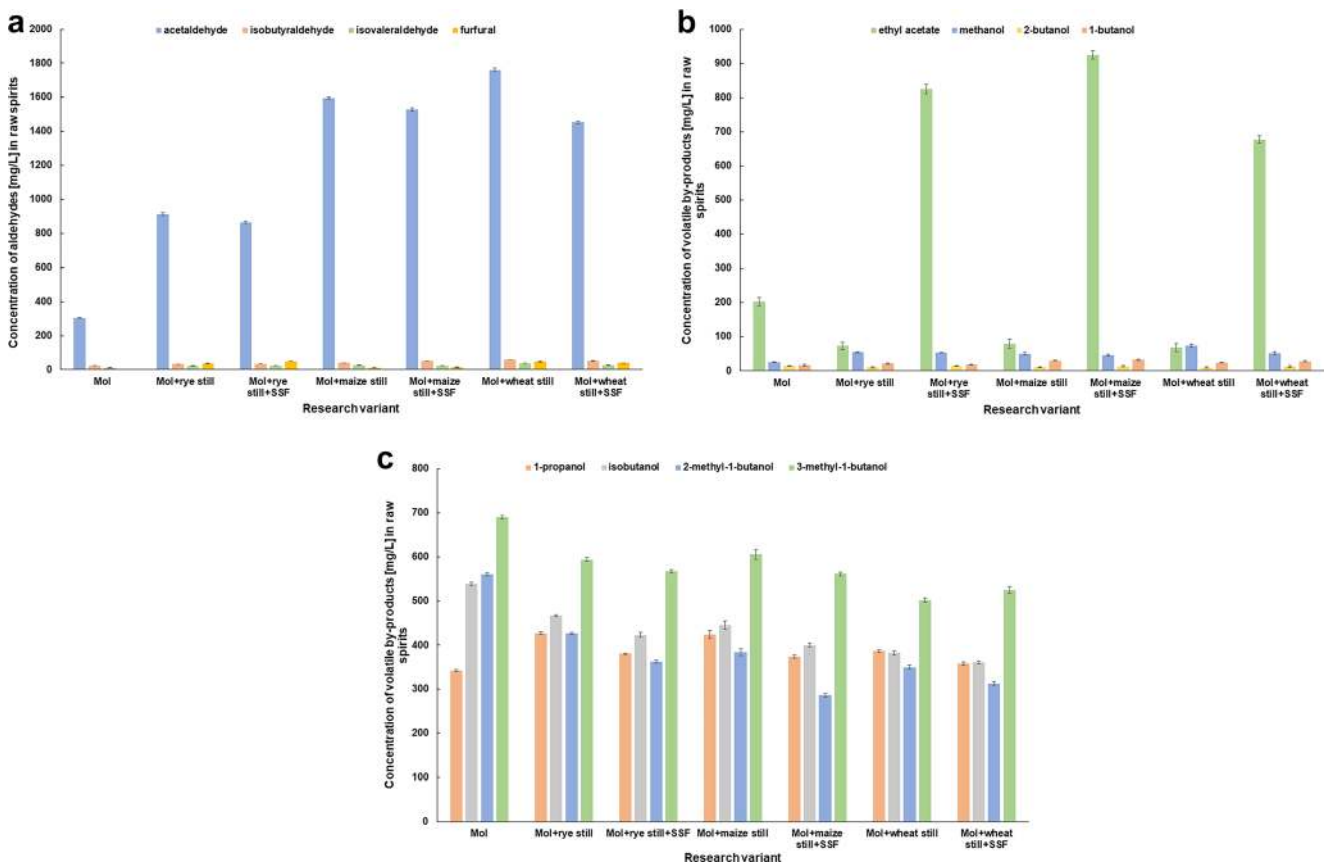 a
acetaldehyde isobutyraldehyde isovaleraldehyde furfural
Concentration of aldehydes [mg/L] in raw spirits
2000
1800
1600
1400
1200
1000
800
600
400
200
0
Mol Mol+rye still Mol+rye still+SSF Mol+maize still Mol+maize still+SSF Mol+wheat still Mol+wheat still+SSF
Research variant
b
ethyl acetate methanol 2-butanol 1-butanol
Concentration of volatile by-products [mg/L] in raw
spirits
1000
900
800
700
600
500
400
300
200
100
0
Mol Mol+rye still Mol+rye still+SSF Mol+maize still Mol+maize still+SSF Mol+wheat still Mol+wheat still+SSF
Research variant
c
1-propanol isobutanol 2-methyl-1-butanol 3-methyl-1-butanol
Concentration of volatile by-products [mg/L] in raw
spirits
800
700
600
500
400
300
200
100
0
Mol Mol+rye still Mol+rye still+SSF Mol+maize still Mol+maize still+SSF Mol+wheat still Mol+wheat still+SSF
Research variant